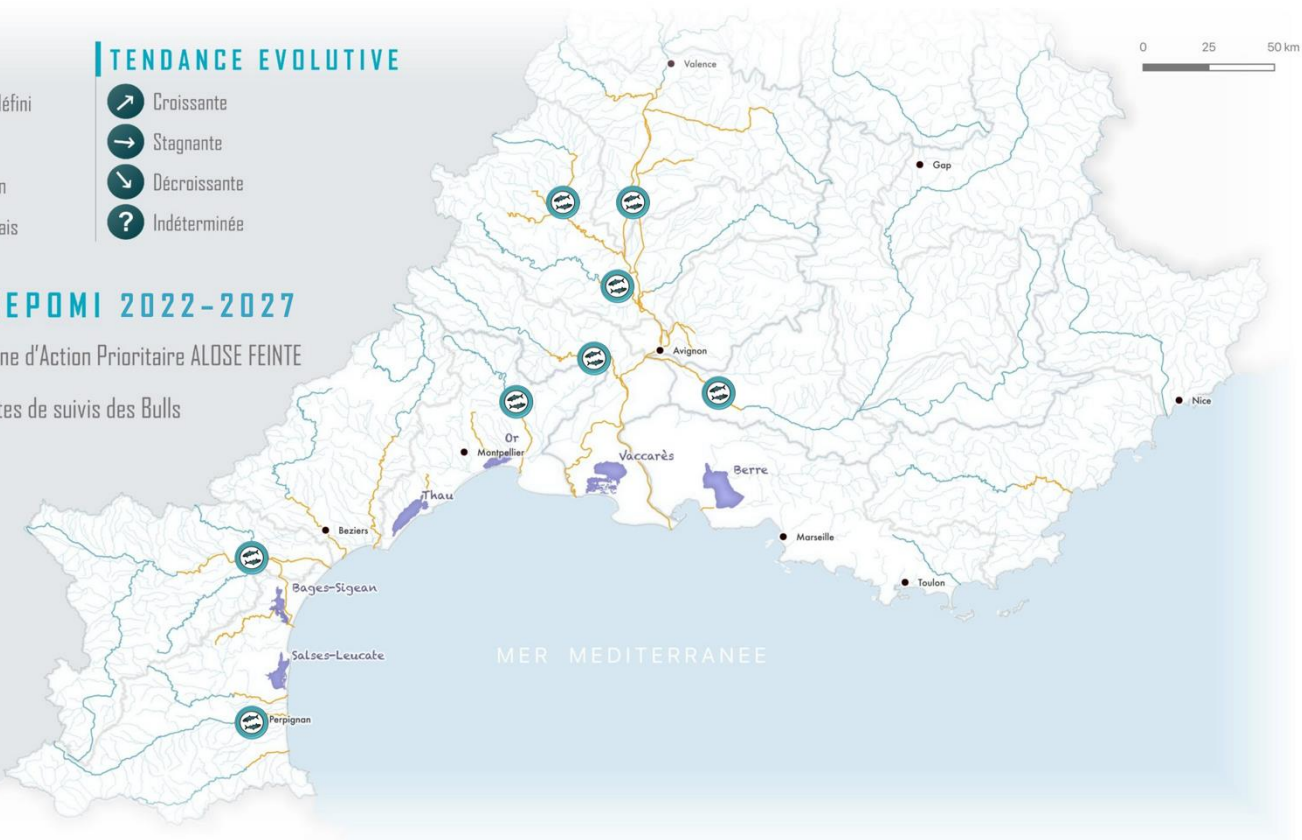 TENDANCE EVOLUTIVE
Croissante
Stagnante
Décroissante
?
Indéterminée
EPOMI 2022-2027
ne d'Action Prioritaire ALOSE FEINTE
tes de suivis des Bulls
0 25 50 km
Valence
Gap
Avignon
Nice
Or
Montpellier
Vaccarès
Berre
Thau
Marseille
Beziers
Toulon
Bages-Sigean
MER MEDITERRANEE
Salses-Leucate
Perpignan